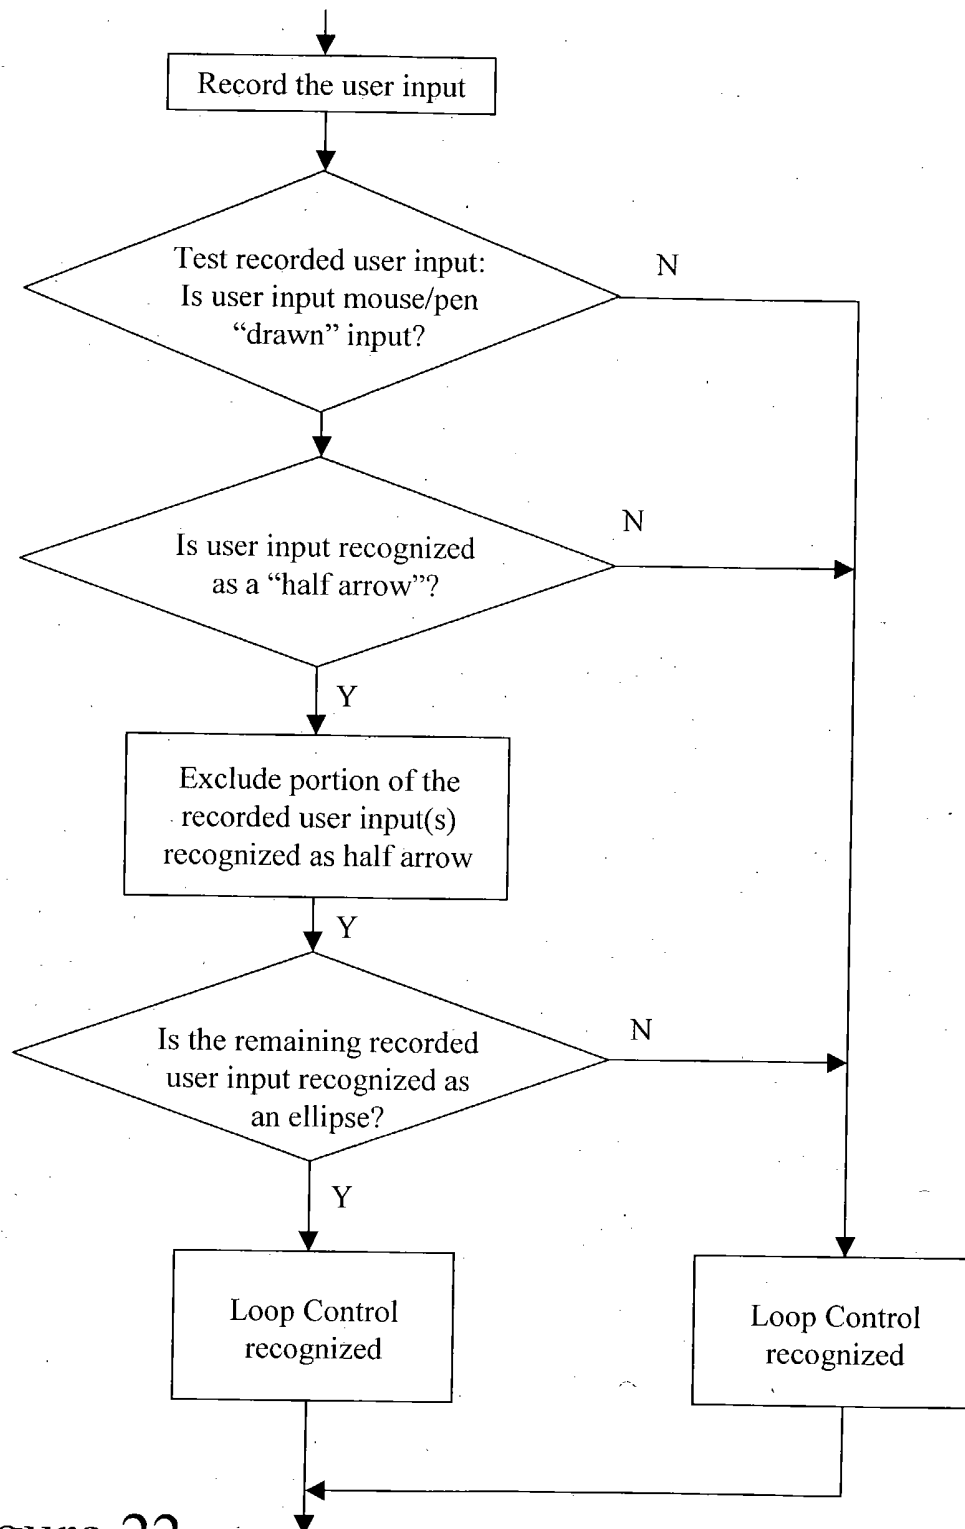 Record the user input
Test recorded user input:
Is user input mouse/pen
“drawn” input?
N
Is user input recognized
as a “half arrow”?
N
Y
Exclude portion of the
recorded user input(s)
recognized as half arrow
Y
Is the remaining recorded
user input recognized as
an ellipse?
N
Y
Loop Control
recognized
Loop Control
recognized